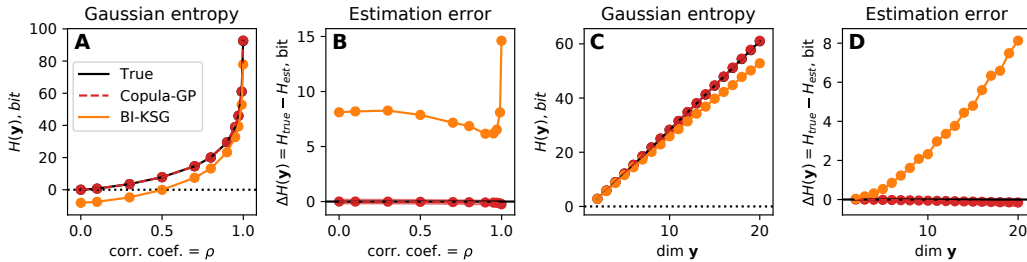 Gaussian entropy
A
H(y), bit
100
80
60
40
20
0
True
Copula-GP
BI-KSG
0.0
0.5
1.0
corr. coef. = ρ
Estimation error
B
ΔH(y) = H_true − H_est, bit
15
10
5
0
0.0
0.5
1.0
corr. coef. = ρ
Gaussian entropy
C
H(y), bit
60
40
20
0
10
20
dim y
Estimation error
D
ΔH(y) = H_true − H_est, bit
8
6
4
2
0
10
20
dim y